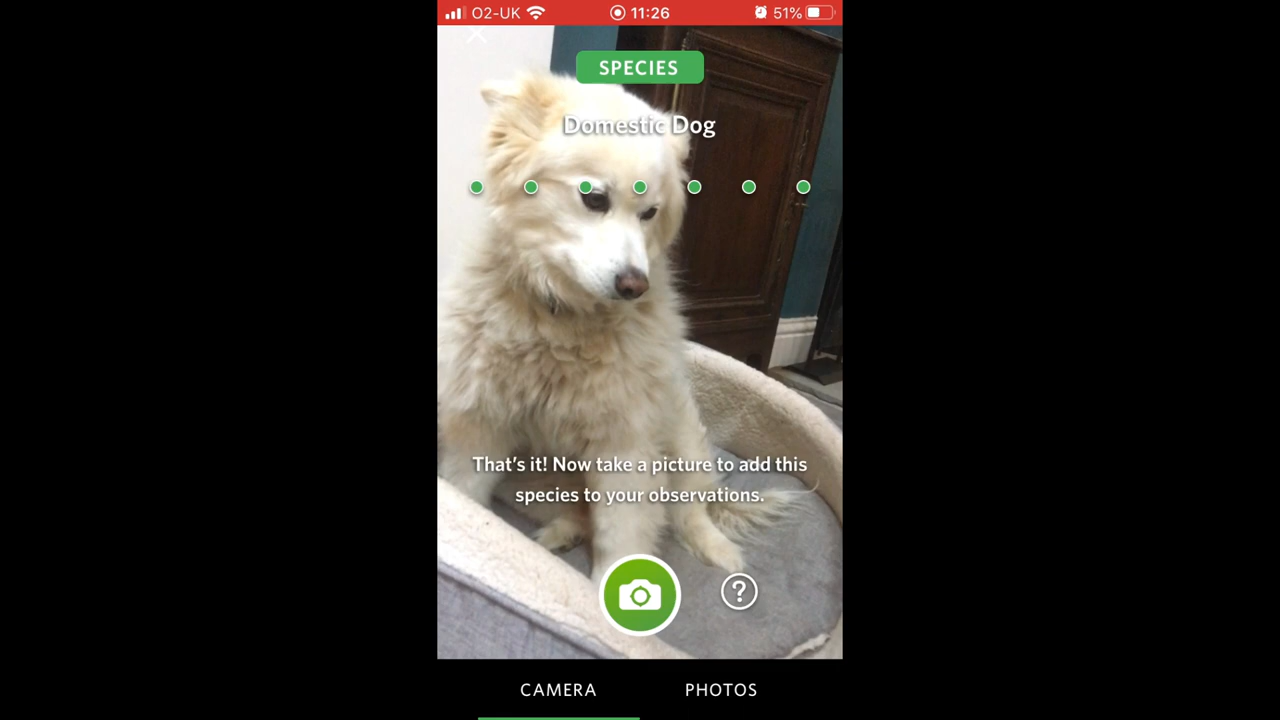 O2-UK 11:26 51%
SPECIES
Domestic Dog
That's it! Now take a picture to add this
species to your observations.
?
CAMERA PHOTOS